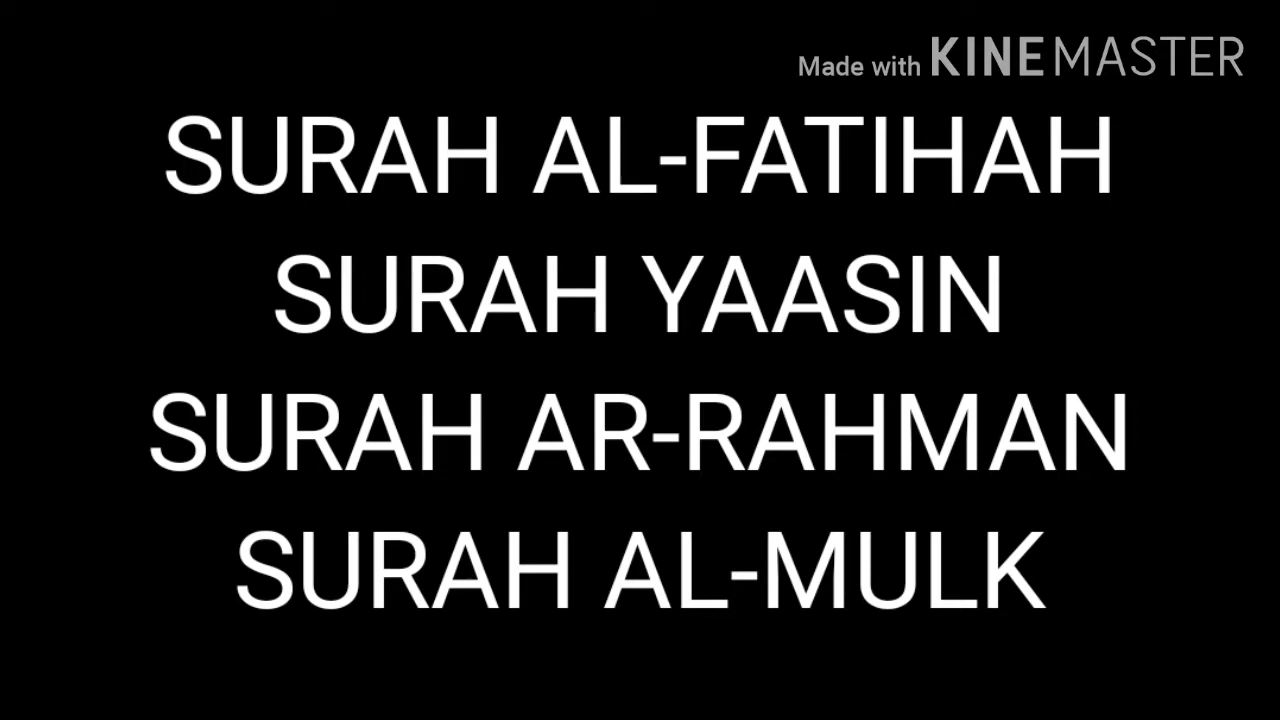 Made with KINEMASTER
SURAH AL-FATIHAH
SURAH YAASIN
SURAH AR-RAHMAN
SURAH AL-MULK